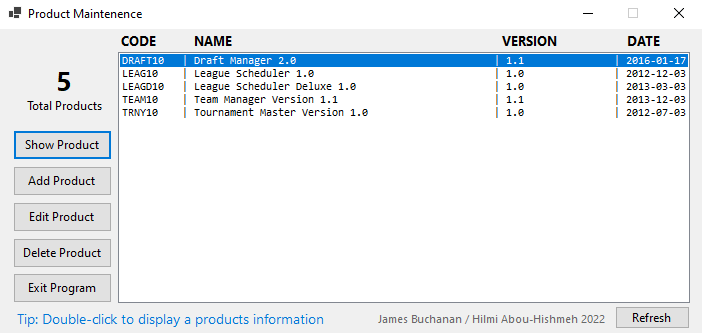 Product Maintenence
CODE NAME VERSION DATE
DRAFT10 | Draft Manager 2.0 | 1.1 | 2016-01-17
LEAG10 | League Scheduler 1.0 | 1.0 | 2012-12-03
LEAGD10 | League Scheduler Deluxe 1.0 | 1.0 | 2013-03-03
TEAM10 | Team Manager Version 1.1 | 1.1 | 2013-12-03
TRNY10 | Tournament Master Version 1.0 | 1.0 | 2012-07-03
5
Total Products
Show Product
Add Product
Edit Product
Delete Product
Exit Program
Tip: Double-click to display a products information
James Buchanan / Hilmi Abou-Hishmeh 2022
Refresh